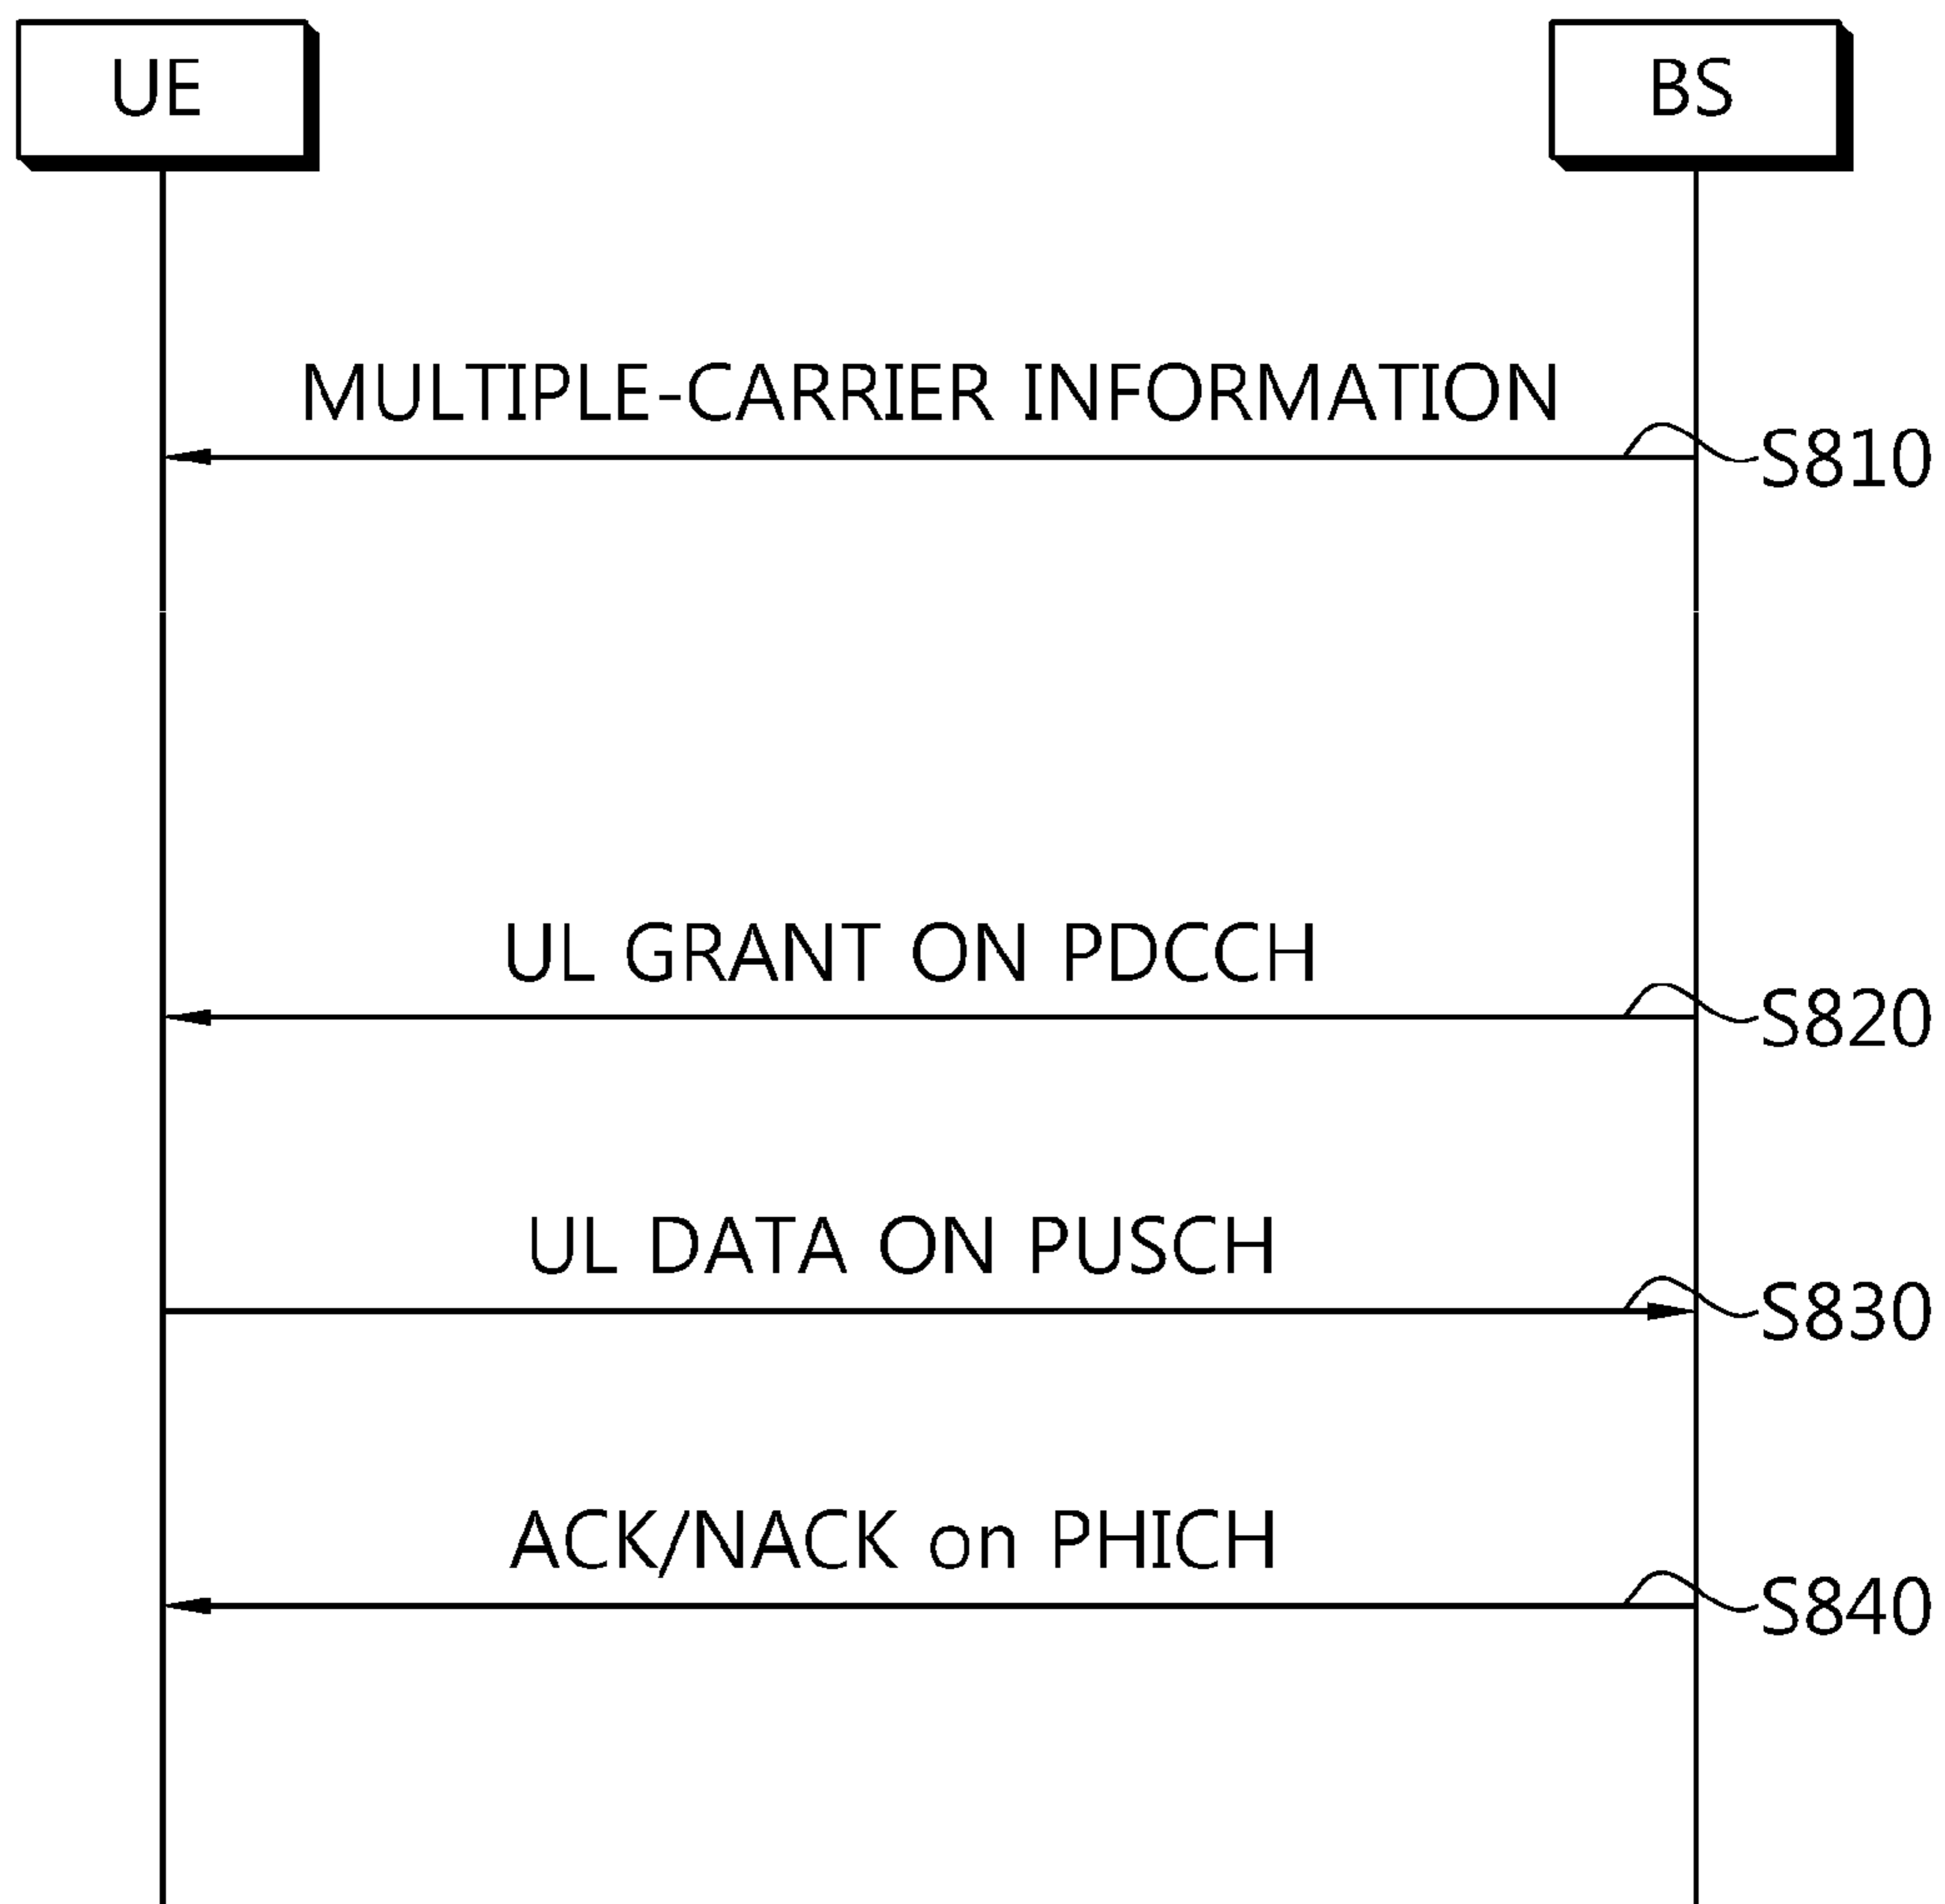 UE
BS
MULTIPLE-CARRIER INFORMATION
S810
UL GRANT ON PDCCH
S820
UL DATA ON PUSCH
S830
ACK/NACK on PHICH
S840